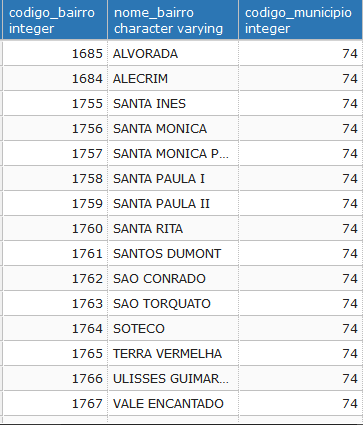 codigo_bairro nome_bairro codigo_municipio
integer character varying integer
1685 ALVORADA 74
1684 ALECRIM 74
1755 SANTA INES 74
1756 SANTA MONICA 74
1757 SANTA MONICA P... 74
1758 SANTA PAULA I 74
1759 SANTA PAULA II 74
1760 SANTA RITA 74
1761 SANTOS DUMONT 74
1762 SAO CONRADO 74
1763 SAO TORQUATO 74
1764 SOTECO 74
1765 TERRA VERMELHA 74
1766 ULISSES GUIMAR... 74
1767 VALE ENCANTADO 74